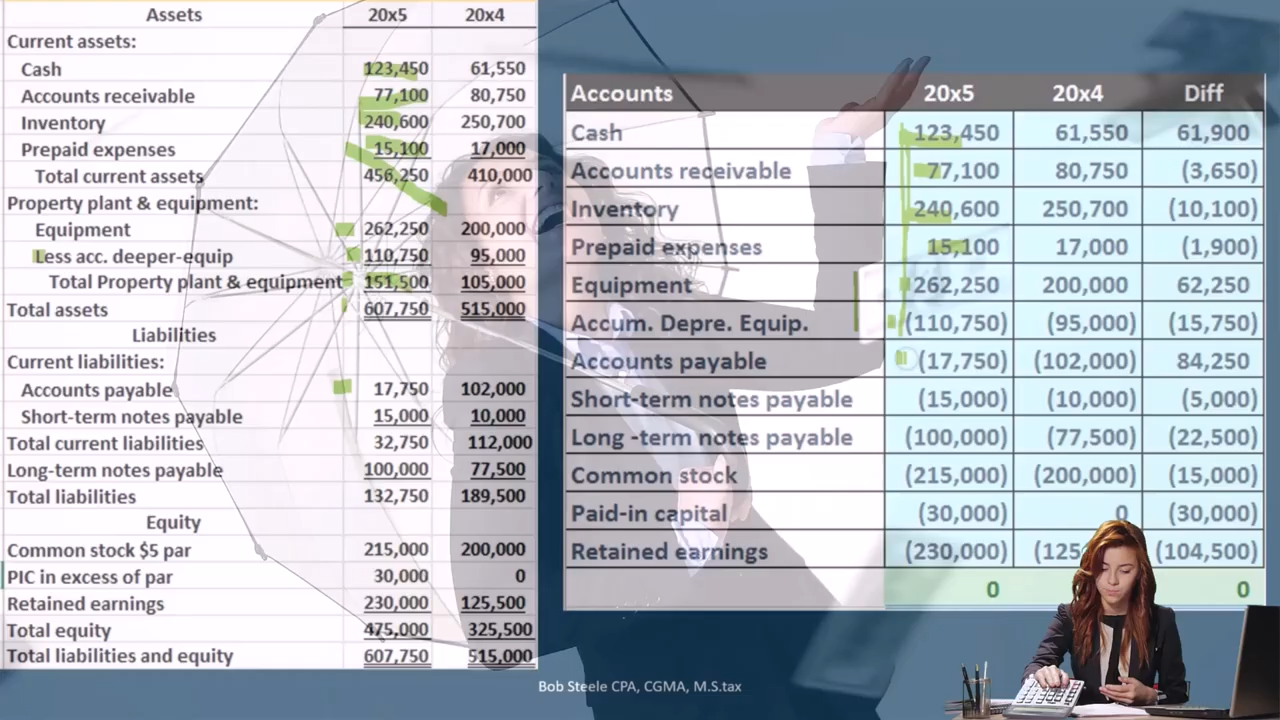 Assets 20x5 20x4
Current assets:
Cash 123,450 61,550
Accounts receivable 77,100 80,750
Inventory 240,600 250,700
Prepaid expenses 15,100 17,000
Total current assets 456,250 410,000
Property plant & equipment:
Equipment 262,250 200,000
Less acc. deeper-equip 110,750 95,000
Total Property plant & equipment 151,500 105,000
Total assets 607,750 515,000
Liabilities
Current liabilities:
Accounts payable 17,750 102,000
Short-term notes payable 15,000 10,000
Total current liabilities 32,750 112,000
Long-term notes payable 100,000 77,500
Total liabilities 132,750 189,500
Equity
Common stock $5 par 215,000 200,000
PIC in excess of par 30,000 0
Retained earnings 230,000 125,500
Total equity 475,000 325,500
Total liabilities and equity 607,750 515,000
Accounts 20x5 20x4 Diff
Cash 123,450 61,550 61,900
Accounts receivable 77,100 80,750 (3,650)
Inventory 240,600 250,700 (10,100)
Prepaid expenses 15,100 17,000 (1,900)
Equipment 262,250 200,000 62,250
Accum. Depre. Equip. (110,750) (95,000) (15,750)
Accounts payable (17,750) (102,000) 84,250
Short-term notes payable (15,000) (10,000) (5,000)
Long -term notes payable (100,000) (77,500) (22,500)
Common stock (215,000) (200,000) (15,000)
Paid-in capital (30,000) 0 (30,000)
Retained earnings (230,000) (125 (104,500)
0 0
Bob Steele CPA, CGMA, M.S.tax